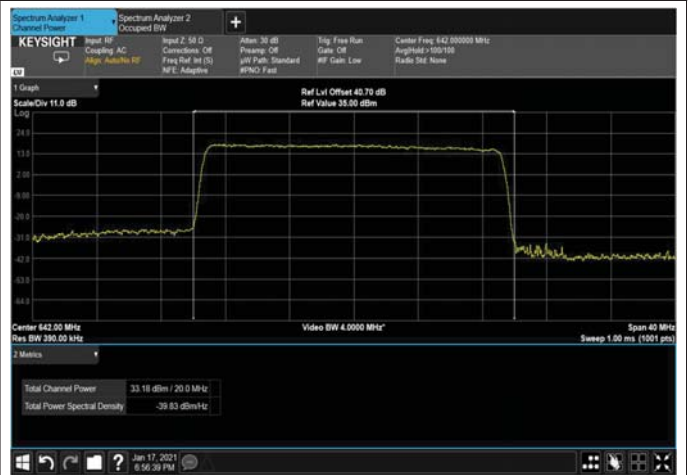 Spectrum Analyzer 1
Channel Power
Spectrum Analyzer 2
Occupied BW
+
KEYSIGHT
Input: RF
Coupling: AC
Align: Auto/No RF
Input Z: 50 Ω
Corrections: Off
Freq Ref: Int (S)
NFE: Adaptive
Atten: 30 dB
Preamp: Off
µW Path: Standard
#PNO: Fast
Trig: Free Run
Gate: Off
#IF Gain: Low
Center Freq: 642.000000 MHz
Avg|Hold:>100/100
Radio Std: None
1 Graph
Scale/Div 11.0 dB
Ref Lvl Offset 40.70 dB
Ref Value 35.00 dBm
Log
24.0
13.0
2.00
-9.00
-20.0
-31.0
-42.0
-53.0
-64.0
Center 642.00 MHz
Res BW 390.00 kHz
Video BW 4.0000 MHz*
Span 40 MHz
Sweep 1.00 ms (1001 pts)
2 Metrics
Total Channel Power 33.18 dBm / 20.0 MHz
Total Power Spectral Density -39.83 dBm/Hz
?
Jan 17, 2021
6:56:39 PM